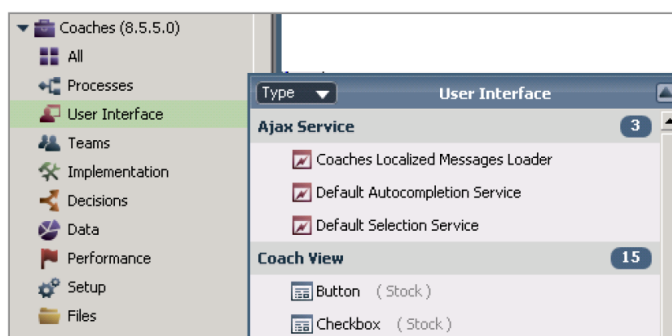 Coaches (8.5.5.0)
All
Processes
User Interface
Teams
Implementation
Decisions
Data
Performance
Setup
Files
Type
User Interface
Ajax Service
3
Coaches Localized Messages Loader
Default Autocompletion Service
Default Selection Service
Coach View
15
Button (Stock)
Checkbox (Stock)